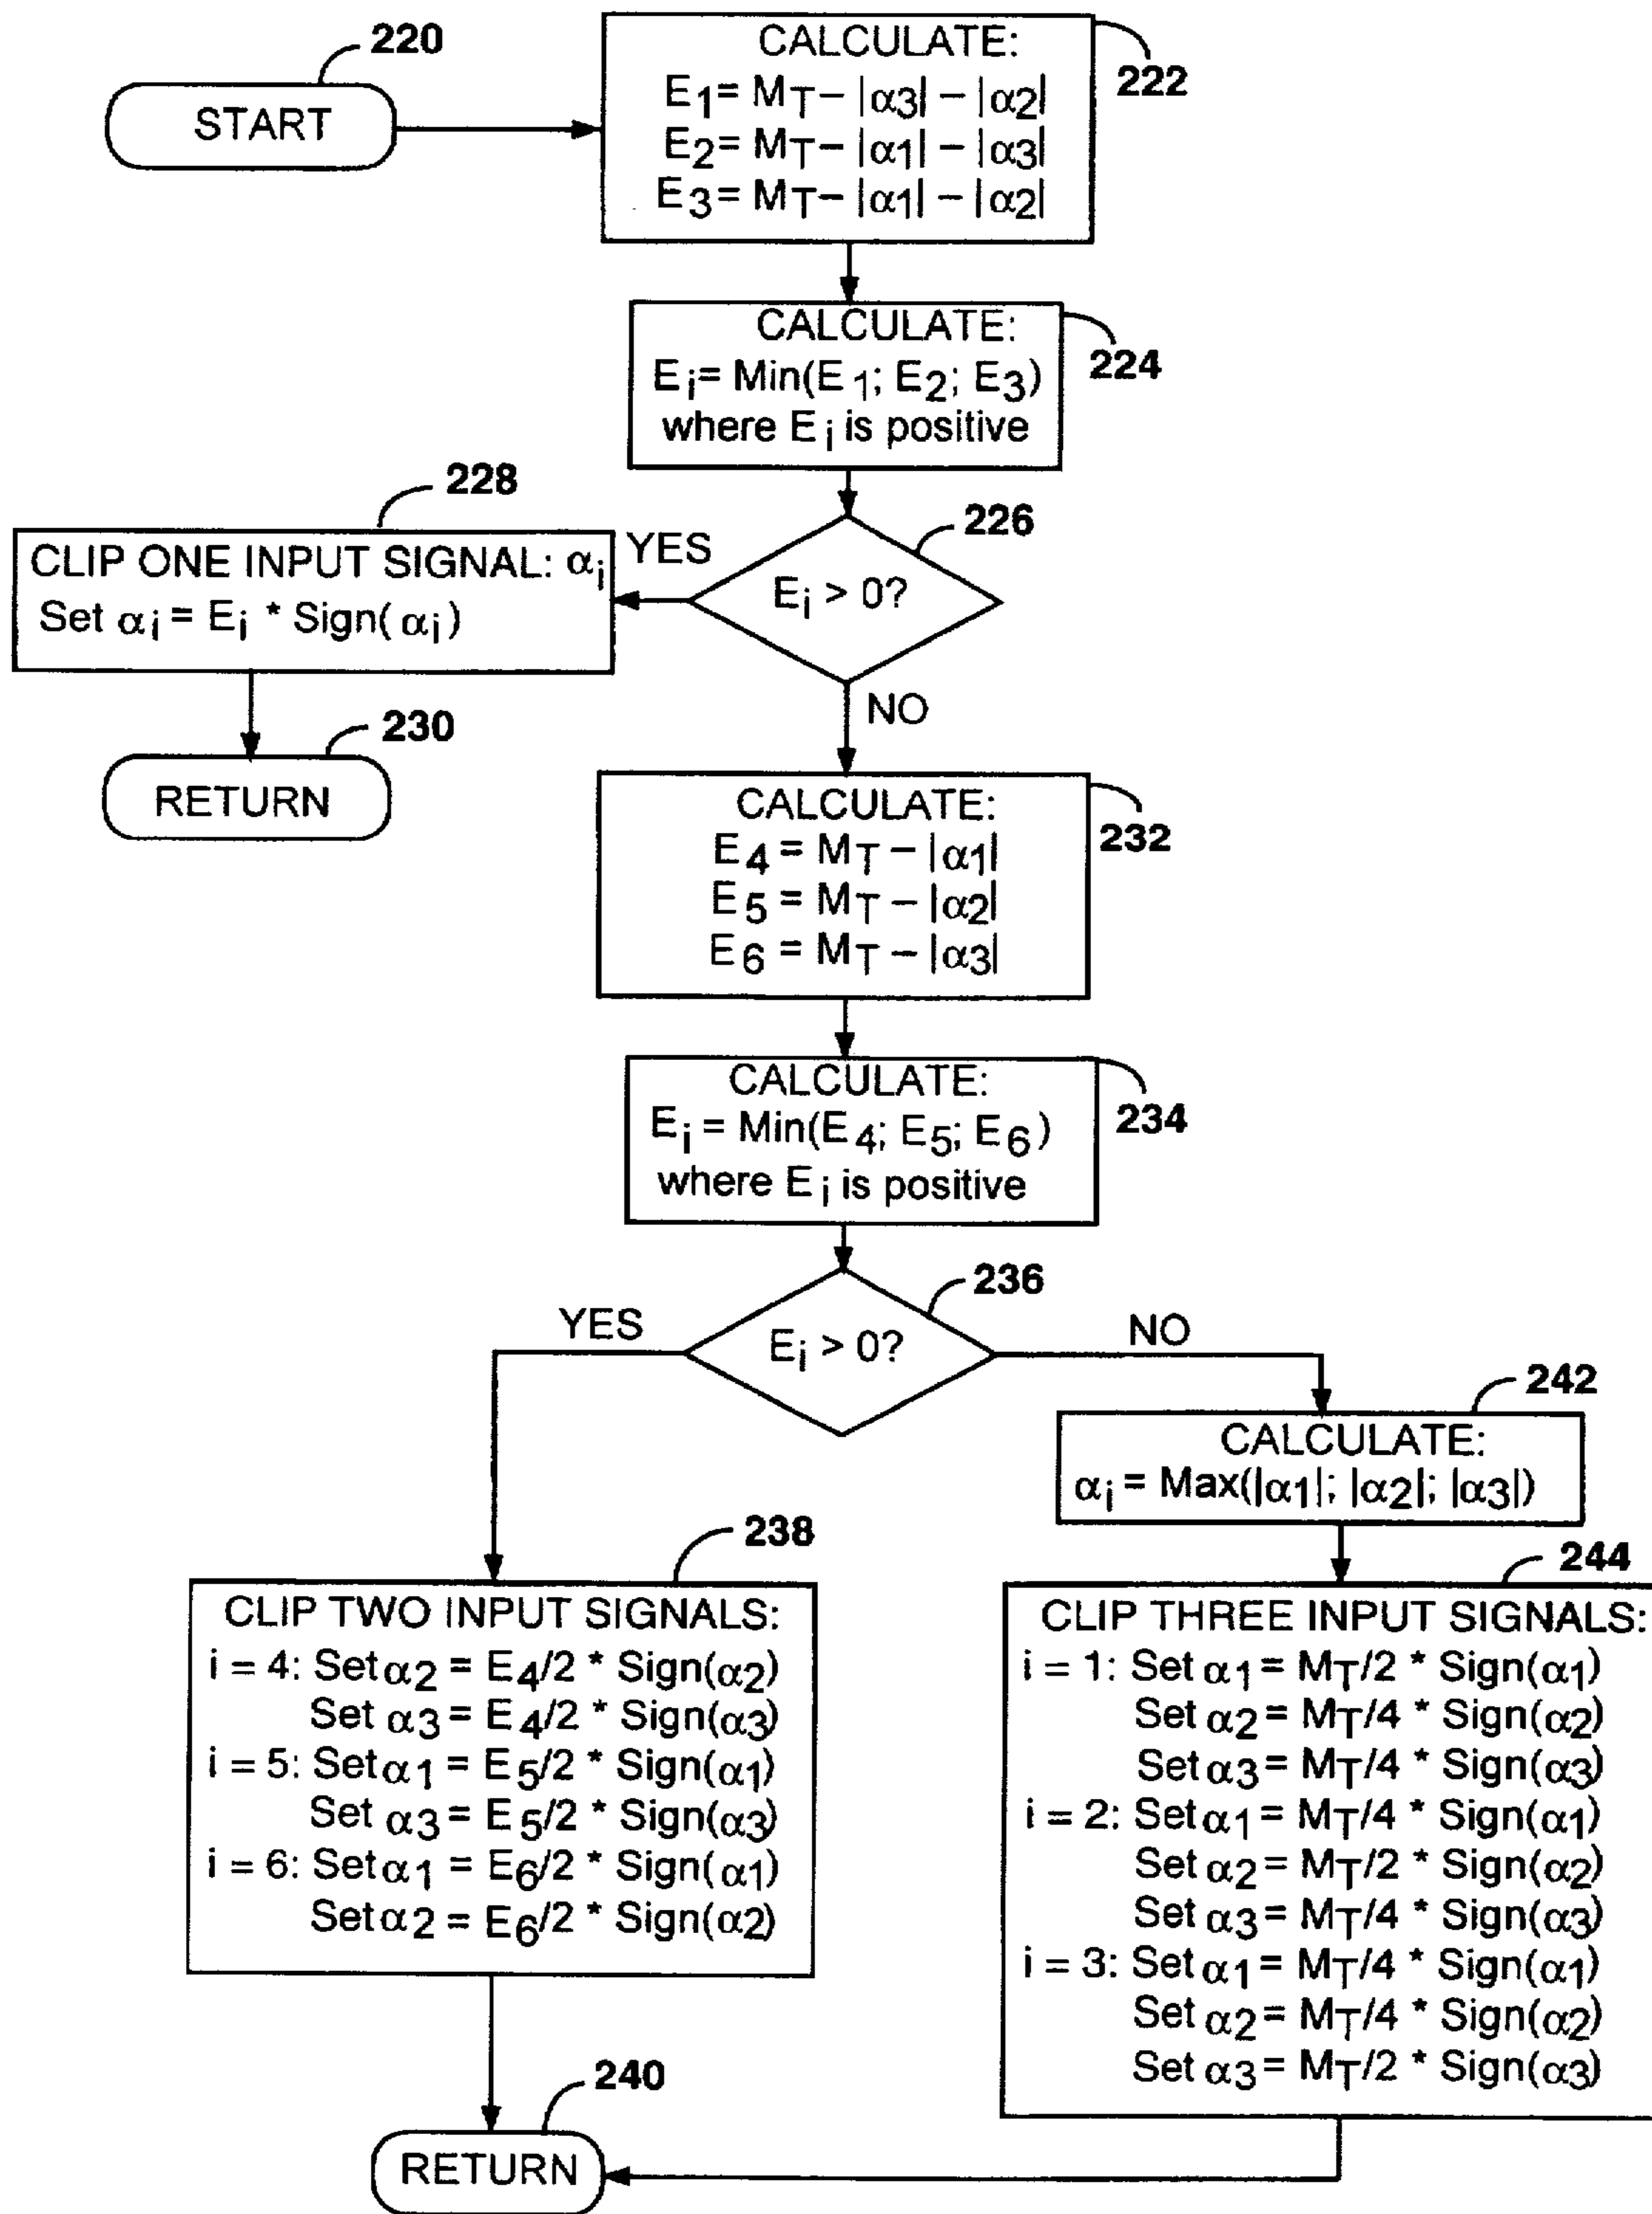 220
START
CALCULATE:
E1= MT− |α3| − |α2|
E2= MT− |α1| − |α3|
E3= MT− |α1| − |α2|
222
CALCULATE:
Ei= Min(E1; E2; E3)
where Ei is positive
224
228
CLIP ONE INPUT SIGNAL: αi
Set αi = Ei * Sign( αi)
YES
226
Ei > 0?
NO
230
RETURN
CALCULATE:
E4 = MT − |α1|
E5 = MT − |α2|
E6 = MT − |α3|
232
CALCULATE:
Ei = Min(E4; E5; E6)
where Ei is positive
234
236
YES
Ei > 0?
NO
242
CALCULATE:
αi = Max(|α1|; |α2|; |α3|)
238
CLIP TWO INPUT SIGNALS:
i = 4: Set α2 = E4/2 * Sign(α2)
Set α3 = E4/2 * Sign(α3)
i = 5: Set α1 = E5/2 * Sign(α1)
Set α3 = E5/2 * Sign(α3)
i = 6: Set α1 = E6/2 * Sign(α1)
Set α2 = E6/2 * Sign(α2)
244
CLIP THREE INPUT SIGNALS:
i = 1: Set α1 = MT/2 * Sign(α1)
Set α2 = MT/4 * Sign(α2)
Set α3 = MT/4 * Sign(α3)
i = 2: Set α1 = MT/4 * Sign(α1)
Set α2 = MT/2 * Sign(α2)
Set α3 = MT/4 * Sign(α3)
i = 3: Set α1 = MT/4 * Sign(α1)
Set α2 = MT/4 * Sign(α2)
Set α3 = MT/2 * Sign(α3)
240
RETURN